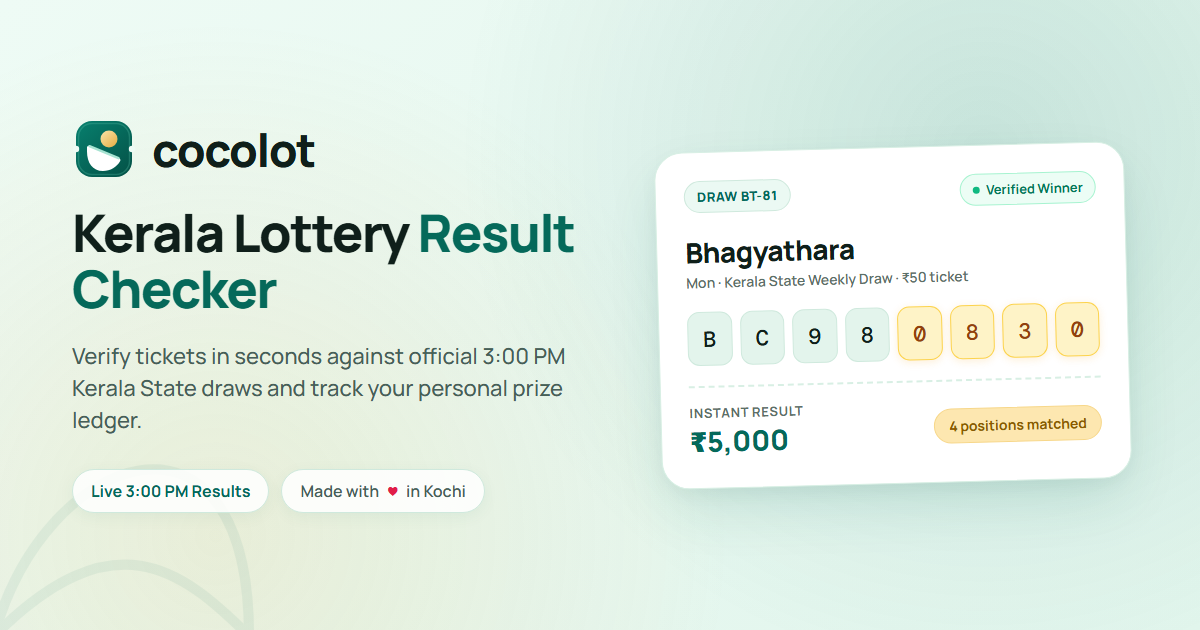 cocolot
Kerala Lottery Result
Checker
Verify tickets in seconds against official 3:00 PM
Kerala State draws and track your personal prize
ledger.
Live 3:00 PM Results
Made with ♥ in Kochi
DRAW BT-81
Verified Winner
Bhagyathara
Mon · Kerala State Weekly Draw · ₹50 ticket
B C 9 8 0 8 3 0
INSTANT RESULT
₹5,000
4 positions matched